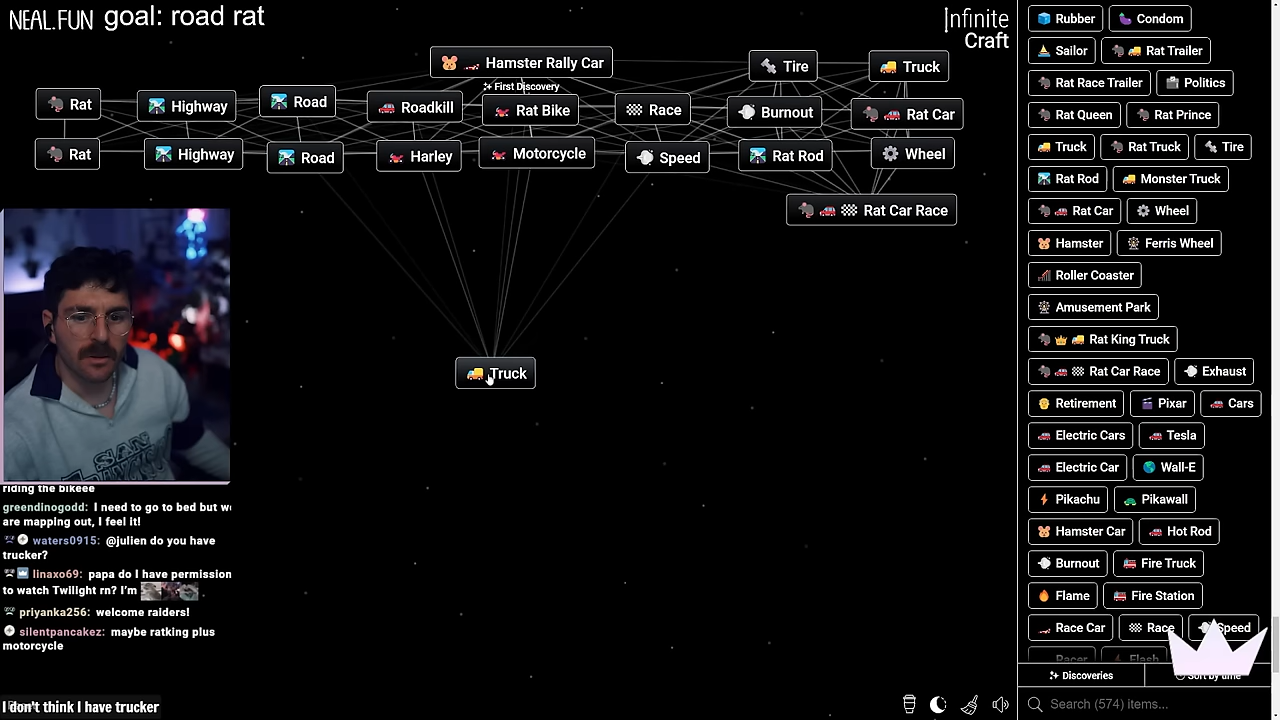 NEAL.FUN goal: road rat
Infinite
Craft
Hamster Rally Car
Tire
Truck
First Discovery
Rat
Highway
Road
Roadkill
Rat Bike
Race
Burnout
Rat Car
Rat
Highway
Road
Harley
Motorcycle
Speed
Rat Rod
Wheel
Rat Car Race
Truck
Rubber
Condom
Sailor
Rat Trailer
Rat Race Trailer
Politics
Rat Queen
Rat Prince
Truck
Rat Truck
Tire
Rat Rod
Monster Truck
Rat Car
Wheel
Hamster
Ferris Wheel
Roller Coaster
Amusement Park
Rat King Truck
Rat Car Race
Exhaust
Retirement
Pixar
Cars
Electric Cars
Tesla
Electric Car
Wall-E
Pikachu
Pikawall
Hamster Car
Hot Rod
Burnout
Fire Truck
Flame
Fire Station
Race Car
Race
Speed
Racer
Flash
Discoveries
Sort by time
Search (574) items...
SAN
riding the bikeee
greendinogodd: I need to go to bed but we
are mapping out, I feel it!
waters0915: @julien do you have
trucker?
linaxo69: papa do I have permission
to watch Twilight rn? I'm
priyanka256: welcome raiders!
silentpancakez: maybe ratking plus
motorcycle
I don't think I have trucker